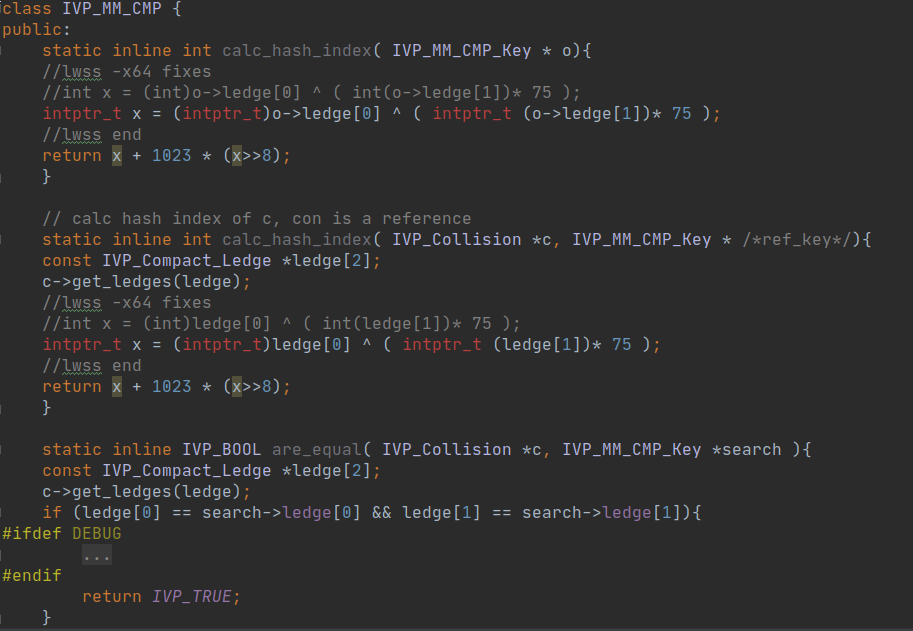 class IVP_MM_CMP {
public:
    static inline int calc_hash_index( IVP_MM_CMP_Key * o){
    //lwss -x64 fixes
    //int x = (int)o->ledge[0] ^ ( int(o->ledge[1])* 75 );
    intptr_t x = (intptr_t)o->ledge[0] ^ ( intptr_t (o->ledge[1])* 75 );
    //lwss end
    return x + 1023 * (x>>8);
    }

    // calc hash index of c, con is a reference
    static inline int calc_hash_index( IVP_Collision *c, IVP_MM_CMP_Key * /*ref_key*/){
    const IVP_Compact_Ledge *ledge[2];
    c->get_ledges(ledge);
    //lwss -x64 fixes
    //int x = (int)ledge[0] ^ ( int(ledge[1])* 75 );
    intptr_t x = (intptr_t)ledge[0] ^ ( intptr_t (ledge[1])* 75 );
    //lwss end
    return x + 1023 * (x>>8);
    }

    static inline IVP_BOOL are_equal( IVP_Collision *c, IVP_MM_CMP_Key *search ){
    const IVP_Compact_Ledge *ledge[2];
    c->get_ledges(ledge);
    if (ledge[0] == search->ledge[0] && ledge[1] == search->ledge[1]){
#ifdef DEBUG
        ...
#endif
        return IVP_TRUE;
    }